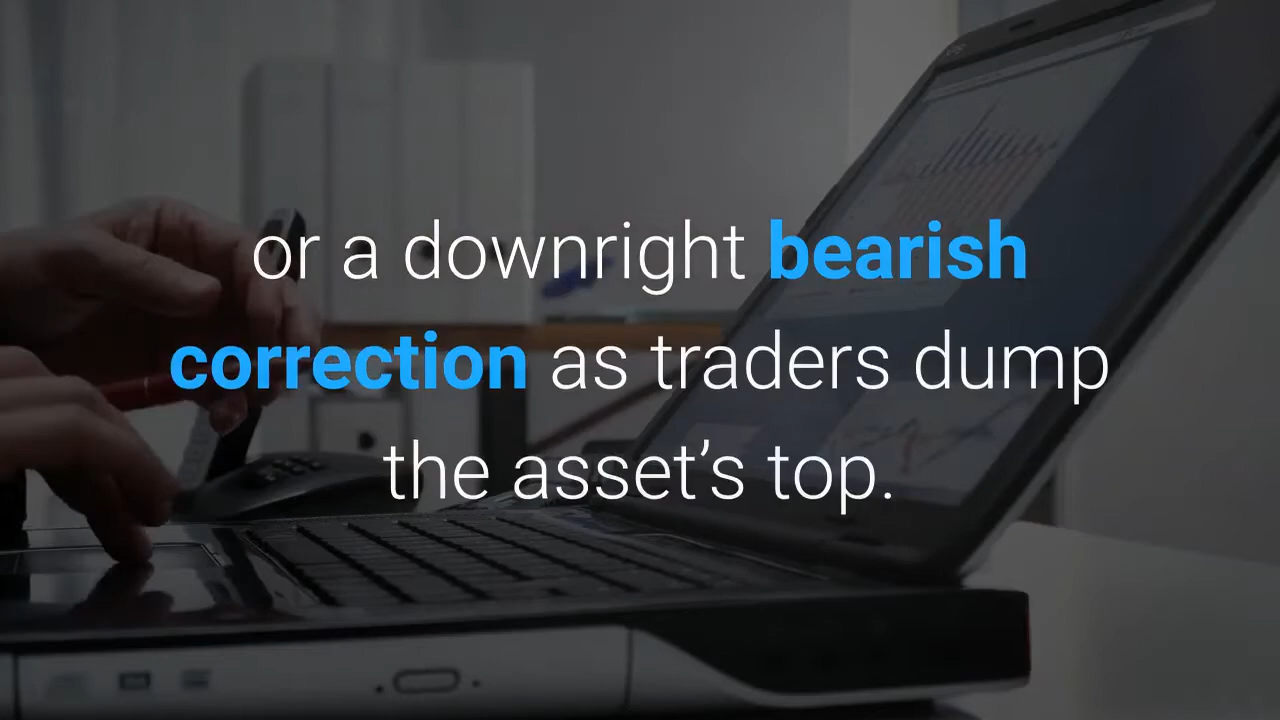 or a downright bearish
correction as traders dump
the asset’s top.